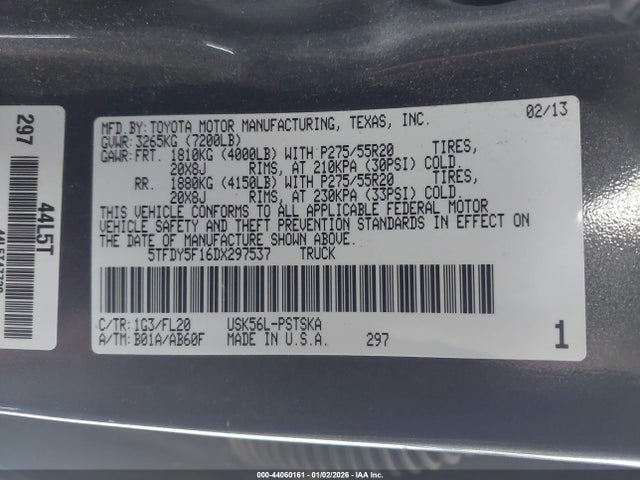 MFD.BY:TOYOTA MOTOR MANUFACTURING, TEXAS, INC. 02/13
GVWR:3265KG (7200LB)
GAWR:FRT. 1810KG (4000LB) WITH P275/55R20 TIRES,
20X8J RIMS, AT 210KPA (30PSI) COLD.
RR. 1880KG (4150LB) WITH P275/55R20 TIRES,
20X8J RIMS, AT 230KPA (33PSI) COLD.
THIS VEHICLE CONFORMS TO ALL APPLICABLE FEDERAL MOTOR
VEHICLE SAFETY AND THEFT PREVENTION STANDARDS IN EFFECT ON
THE DATE OF MANUFACTURE SHOWN ABOVE.
5TFDY5F16DX297537 TRUCK
C/TR:1G3/FL20 USK56L-PSTSKA
A/TM:B01A/AB60F MADE IN U.S.A. 297 1
297
44L5T
000-44060161 - 01/02/2026 - IAA Inc. Copyright